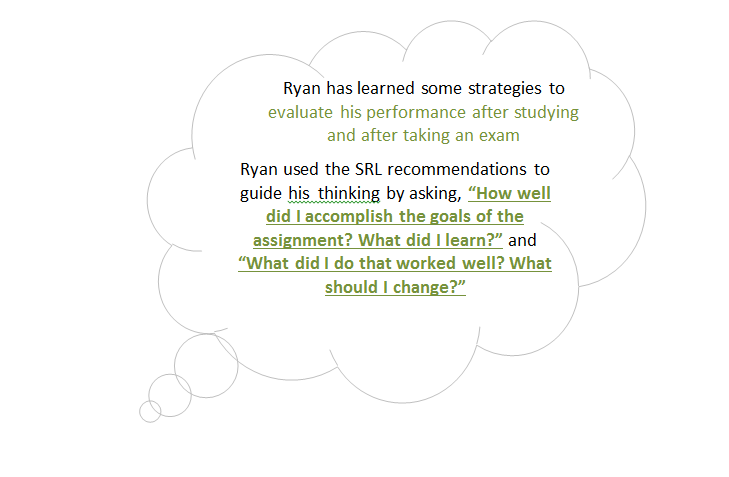 Ryan has learned some strategies to
evaluate his performance after studying
and after taking an exam
Ryan used the SRL recommendations to
guide his thinking by asking, “How well
did I accomplish the goals of the
assignment? What did I learn?” and
“What did I do that worked well? What
should I change?”